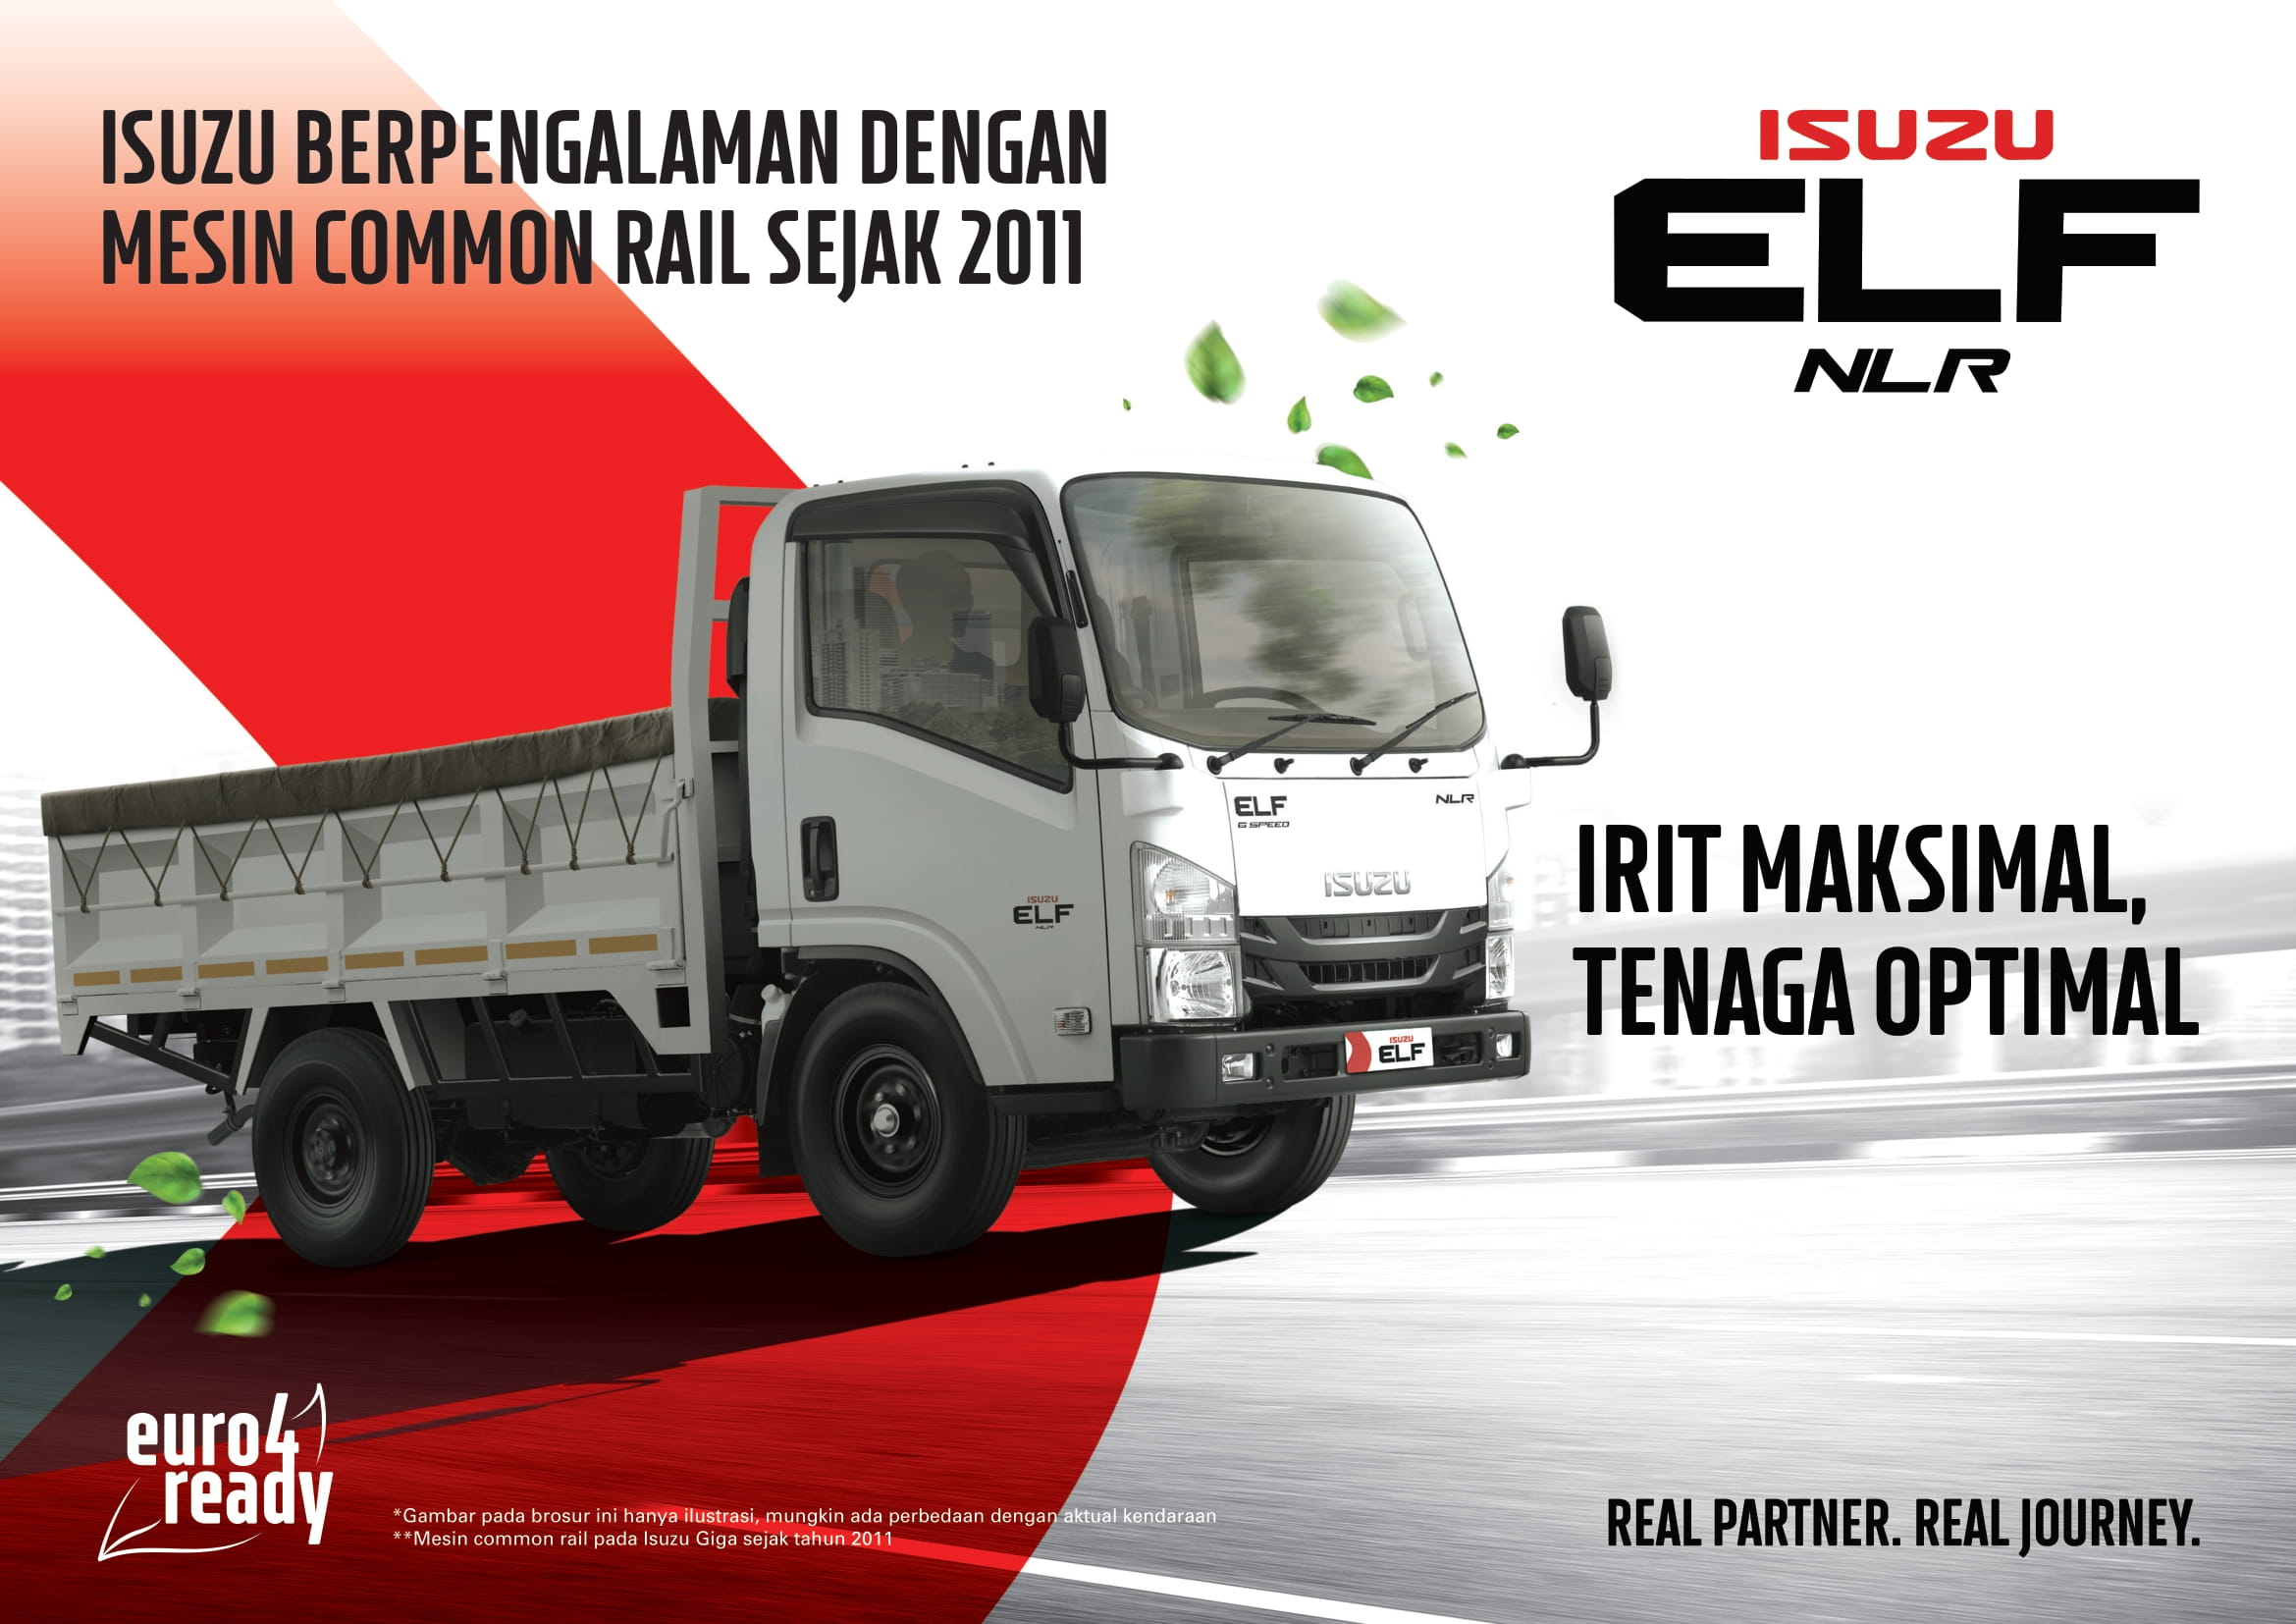 ISUZU BERPENGALAMAN DENGAN
MESIN COMMON RAIL SEJAK 2011
ISUZU
ELF
NLR
ELF
G SPEED
NLR
ISUZU
ISUZU
ELF
NLR
ISUZU
ELF
IRIT MAKSIMAL,
TENAGA OPTIMAL
euro4
ready
*Gambar pada brosur ini hanya ilustrasi, mungkin ada perbedaan dengan aktual kendaraan
**Mesin common rail pada Isuzu Giga sejak tahun 2011
REAL PARTNER. REAL JOURNEY.